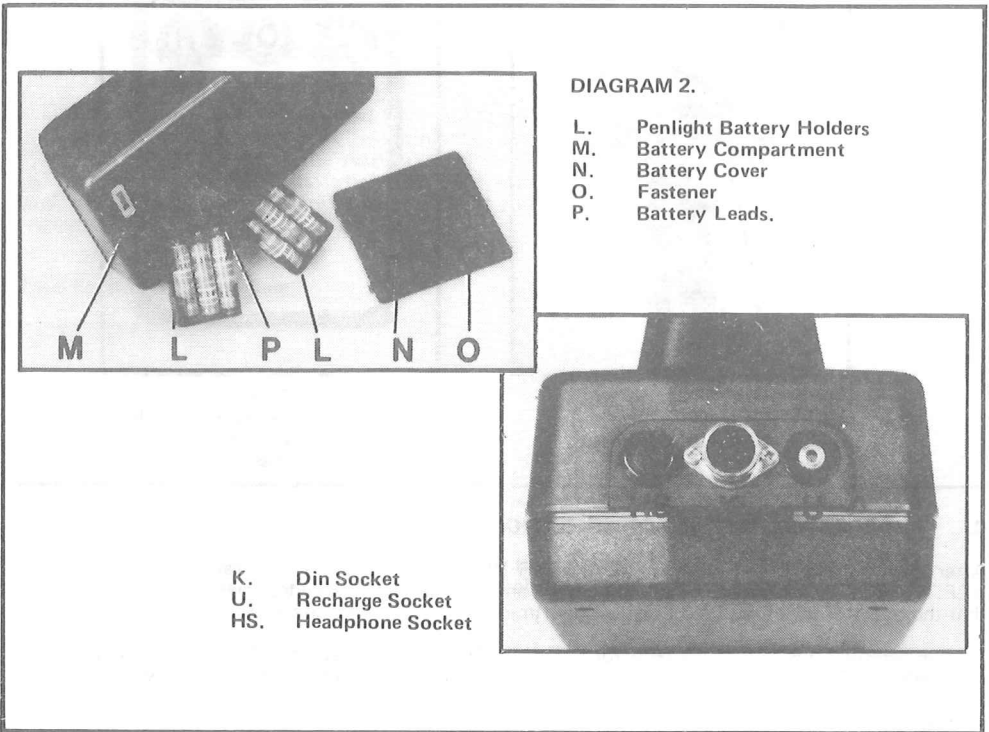 DIAGRAM 2.
L. Penlight Battery Holders
M. Battery Compartment
N. Battery Cover
O. Fastener
P. Battery Leads.
M L P L N O
HS K U
K. Din Socket
U. Recharge Socket
HS. Headphone Socket